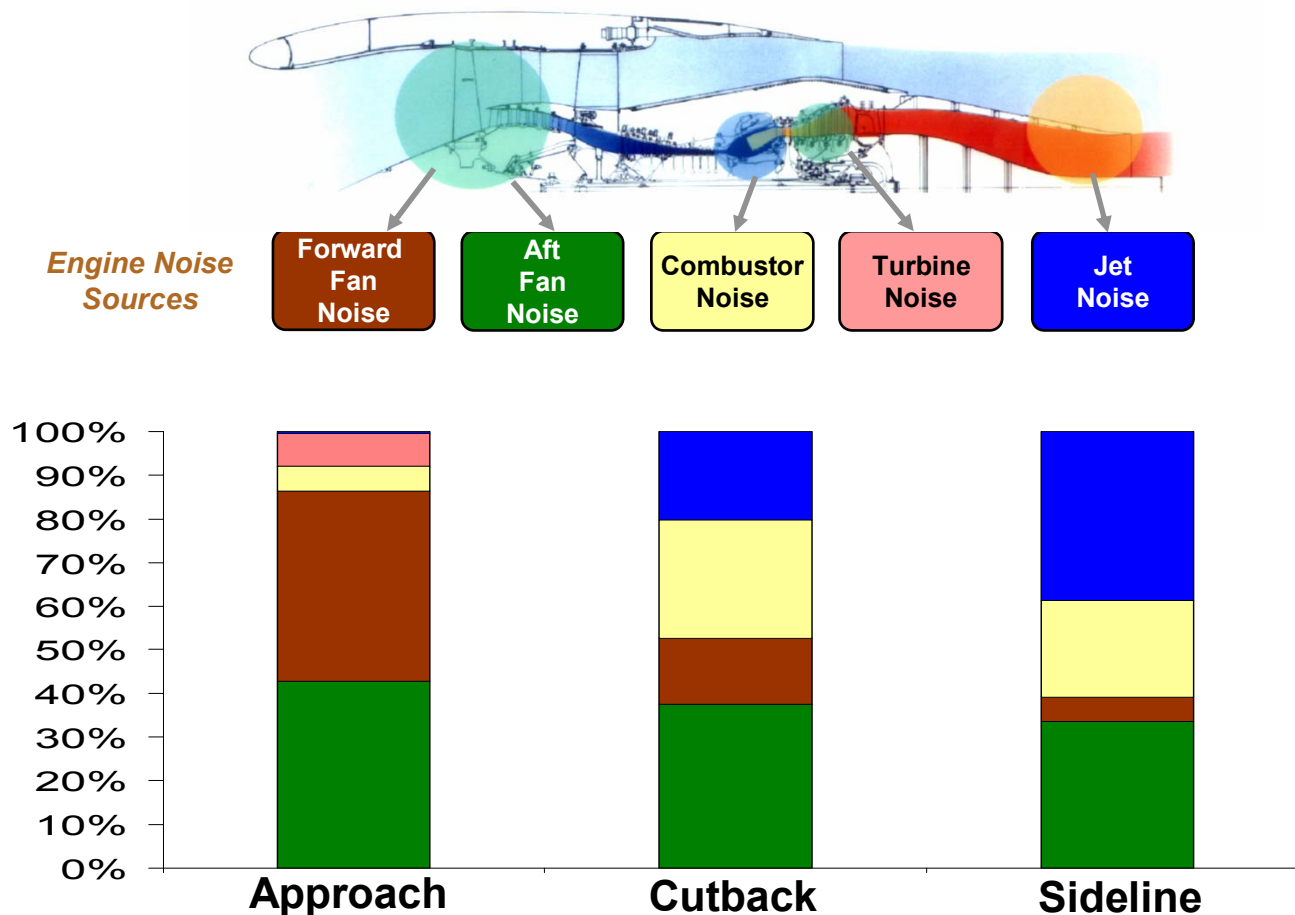 Engine Noise
Sources
Forward
Fan
Noise
Aft
Fan
Noise
Combustor
Noise
Turbine
Noise
Jet
Noise
100%
90%
80%
70%
60%
50%
40%
30%
20%
10%
0%
Approach
Cutback
Sideline